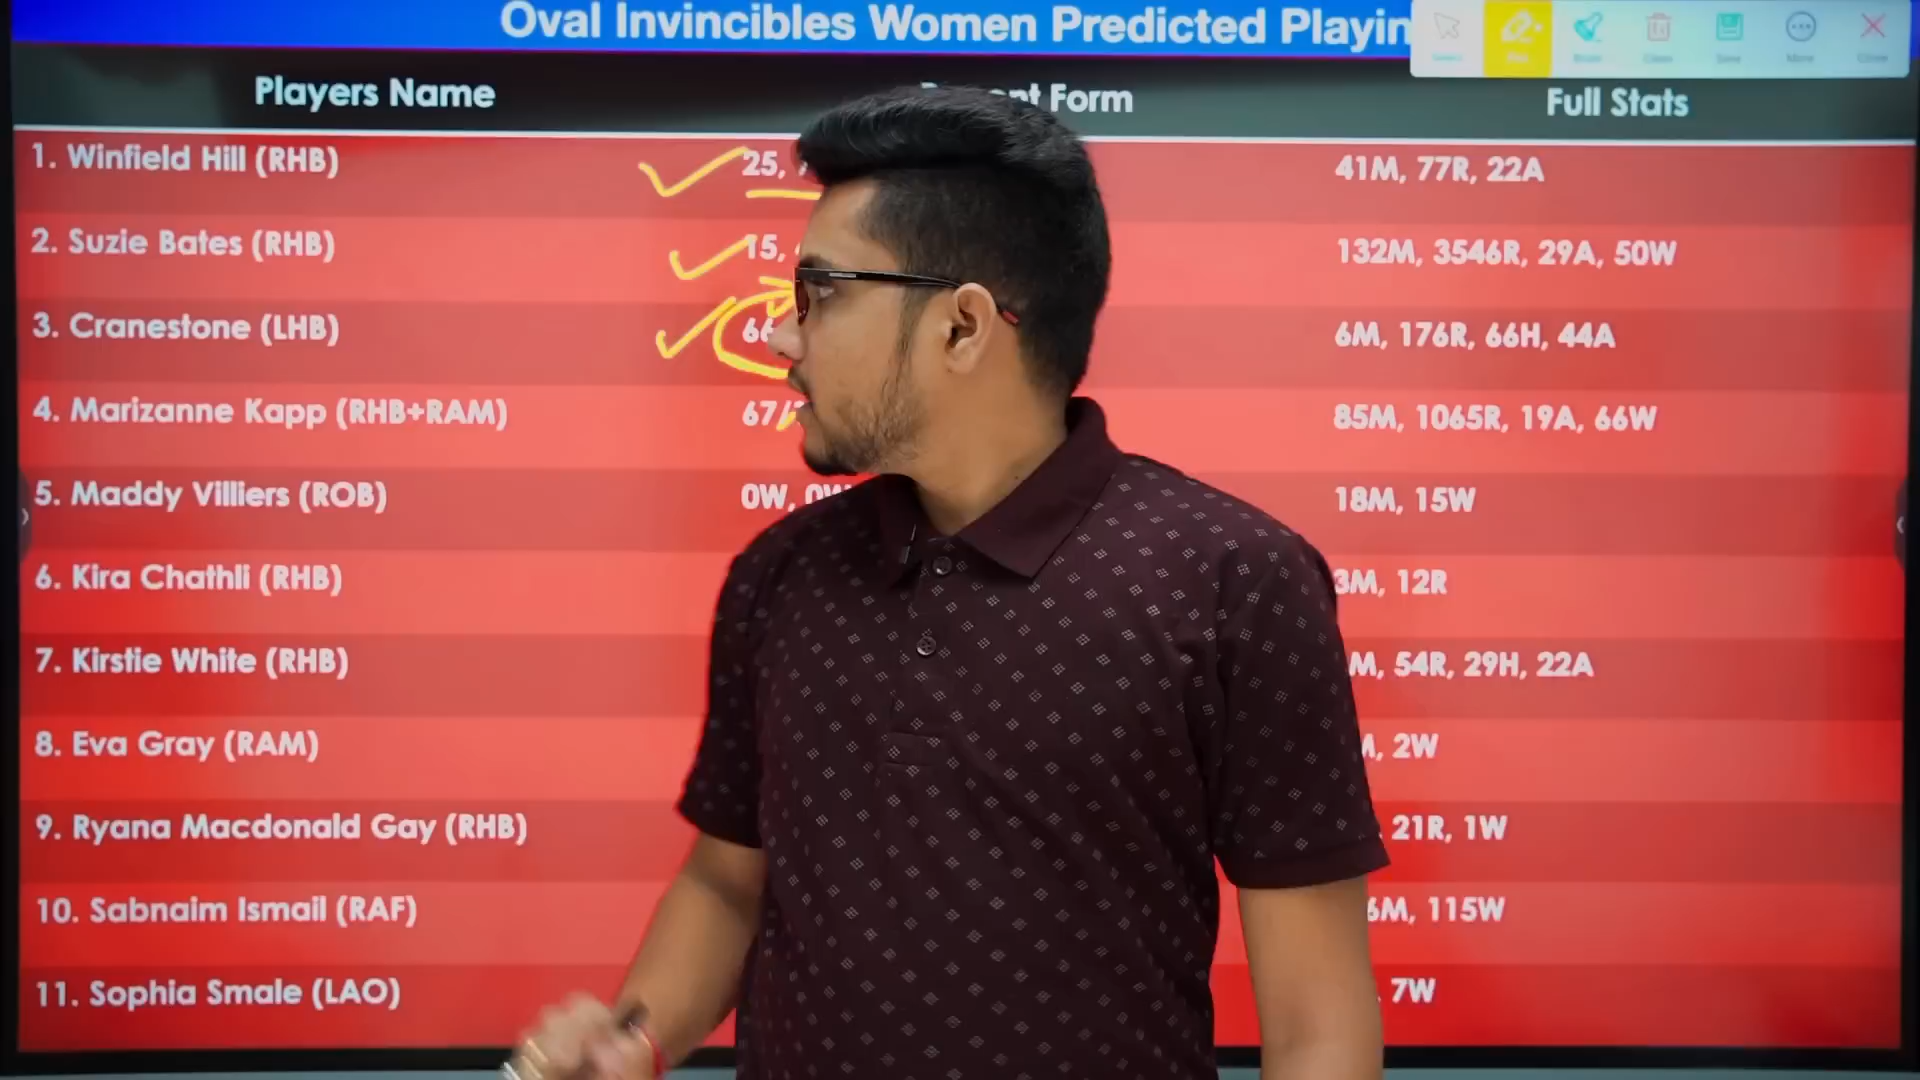 Oval Invincibles Women Predicted
Players Name Form Full Stats
1. Winfield Hill (RHB) 25, 41M, 77R, 22A
2. Suzie Bates (RHB) 15, 132M, 3546R, 29A, 50W
3. Cranestone (LHB) 66 6M, 176R, 66H, 44A
4. Marizanne Kapp (RHB+RAM) 67/ 85M, 1065R, 19A, 66W
5. Maddy Villiers (ROB) 0W, 0W 18M, 15W
6. Kira Chathli (RHB) 3M, 12R
7. Kirstie White (RHB) M, 54R, 29H, 22A
8. Eva Gray (RAM) 2W
9. Ryana Macdonald Gay (RHB) 21R, 1W
10. Sabnaim Ismail (RAF) 6M, 115W
11. Sophia Smale (LAO) 7W